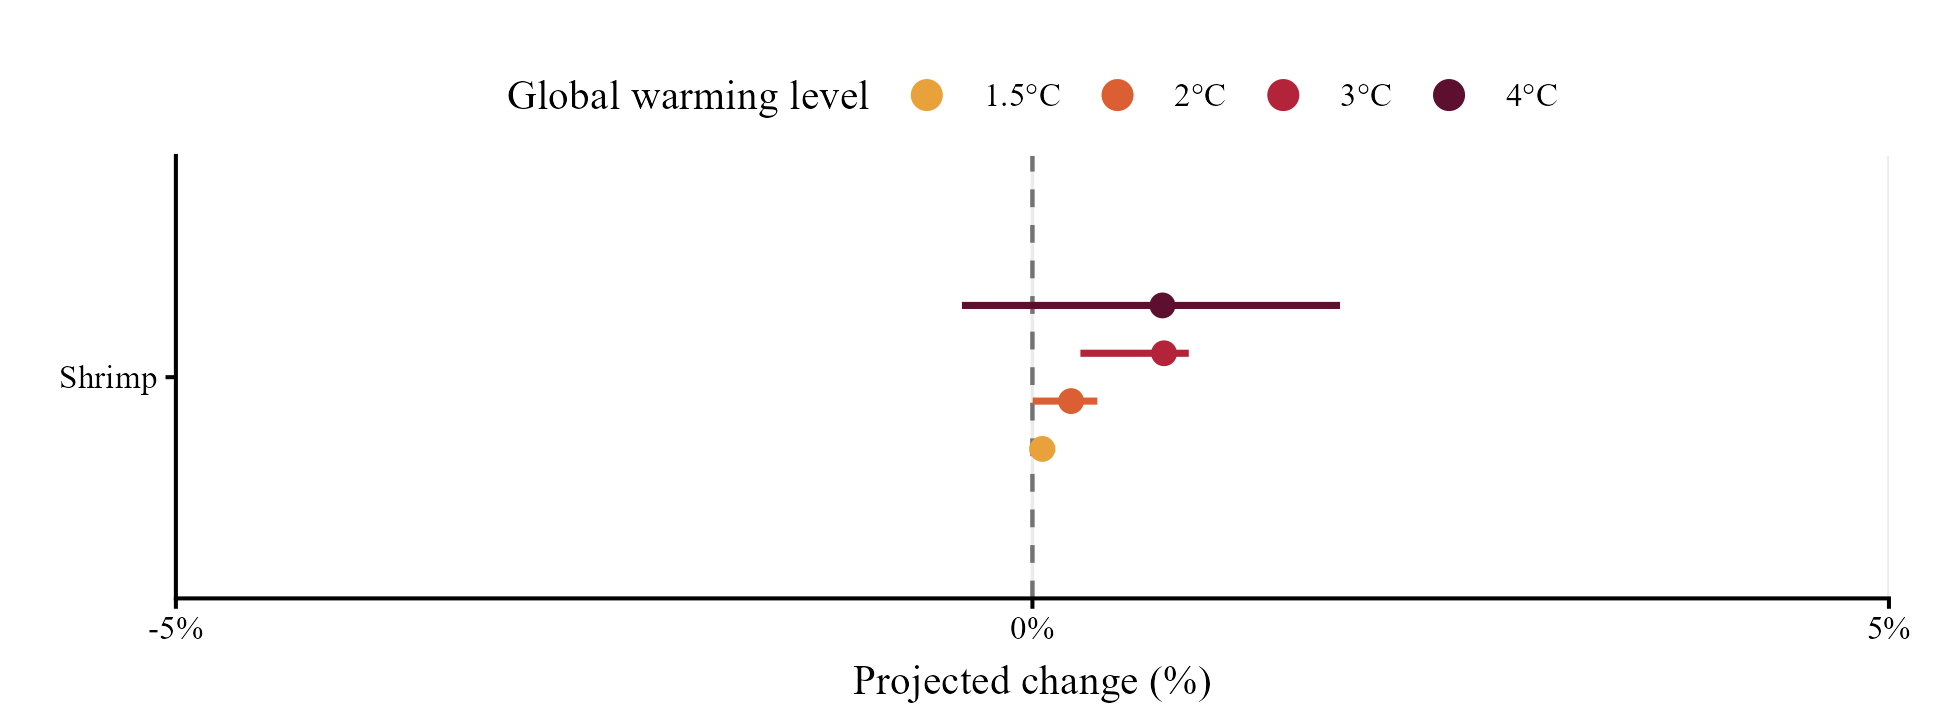 Global warming level 1.5°C 2°C 3°C 4°C
Shrimp
-5% 0% 5%
Projected change (%)